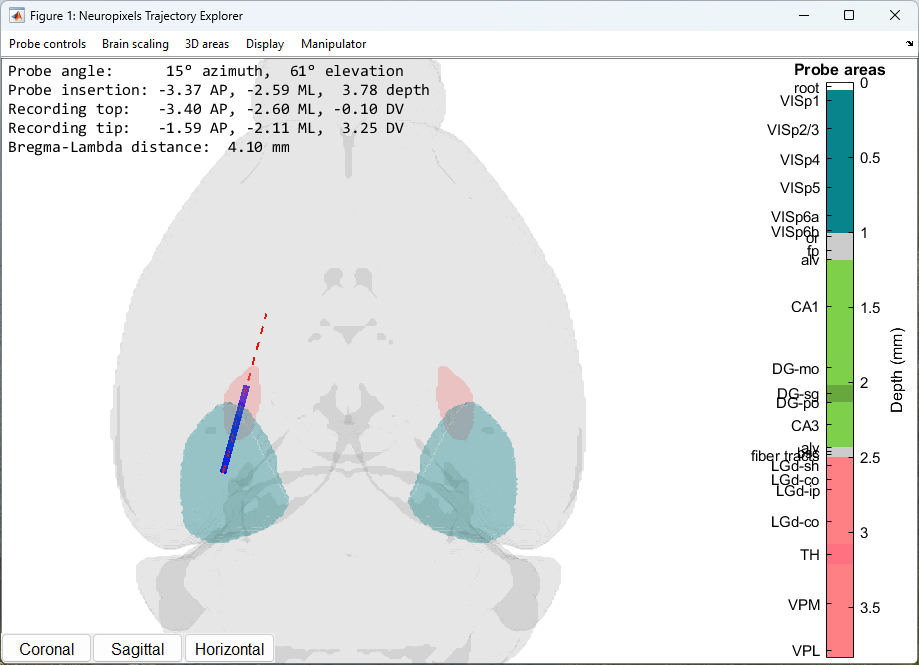 Figure 1: Neuropixels Trajectory Explorer
Probe controls Brain scaling 3D areas Display Manipulator
Probe angle: 15° azimuth, 61° elevation
Probe insertion: -3.37 AP, -2.59 ML, 3.78 depth
Recording top: -3.40 AP, -2.60 ML, -0.10 DV
Recording tip: -1.59 AP, -2.11 ML, 3.25 DV
Bregma-Lambda distance: 4.10 mm
Probe areas
root
VISp1
VISp2/3
VISp4
VISp5
VISp6a
VISp6b
or
fp
alv
CA1
DG-mo
DG-sg
DG-po
CA3
alv
fiber tracts
LGd-sh
LGd-co
LGd-ip
LGd-co
TH
VPM
VPL
0
0.5
1
1.5
2
2.5
3
3.5
Depth (mm)
Coronal Sagittal Horizontal